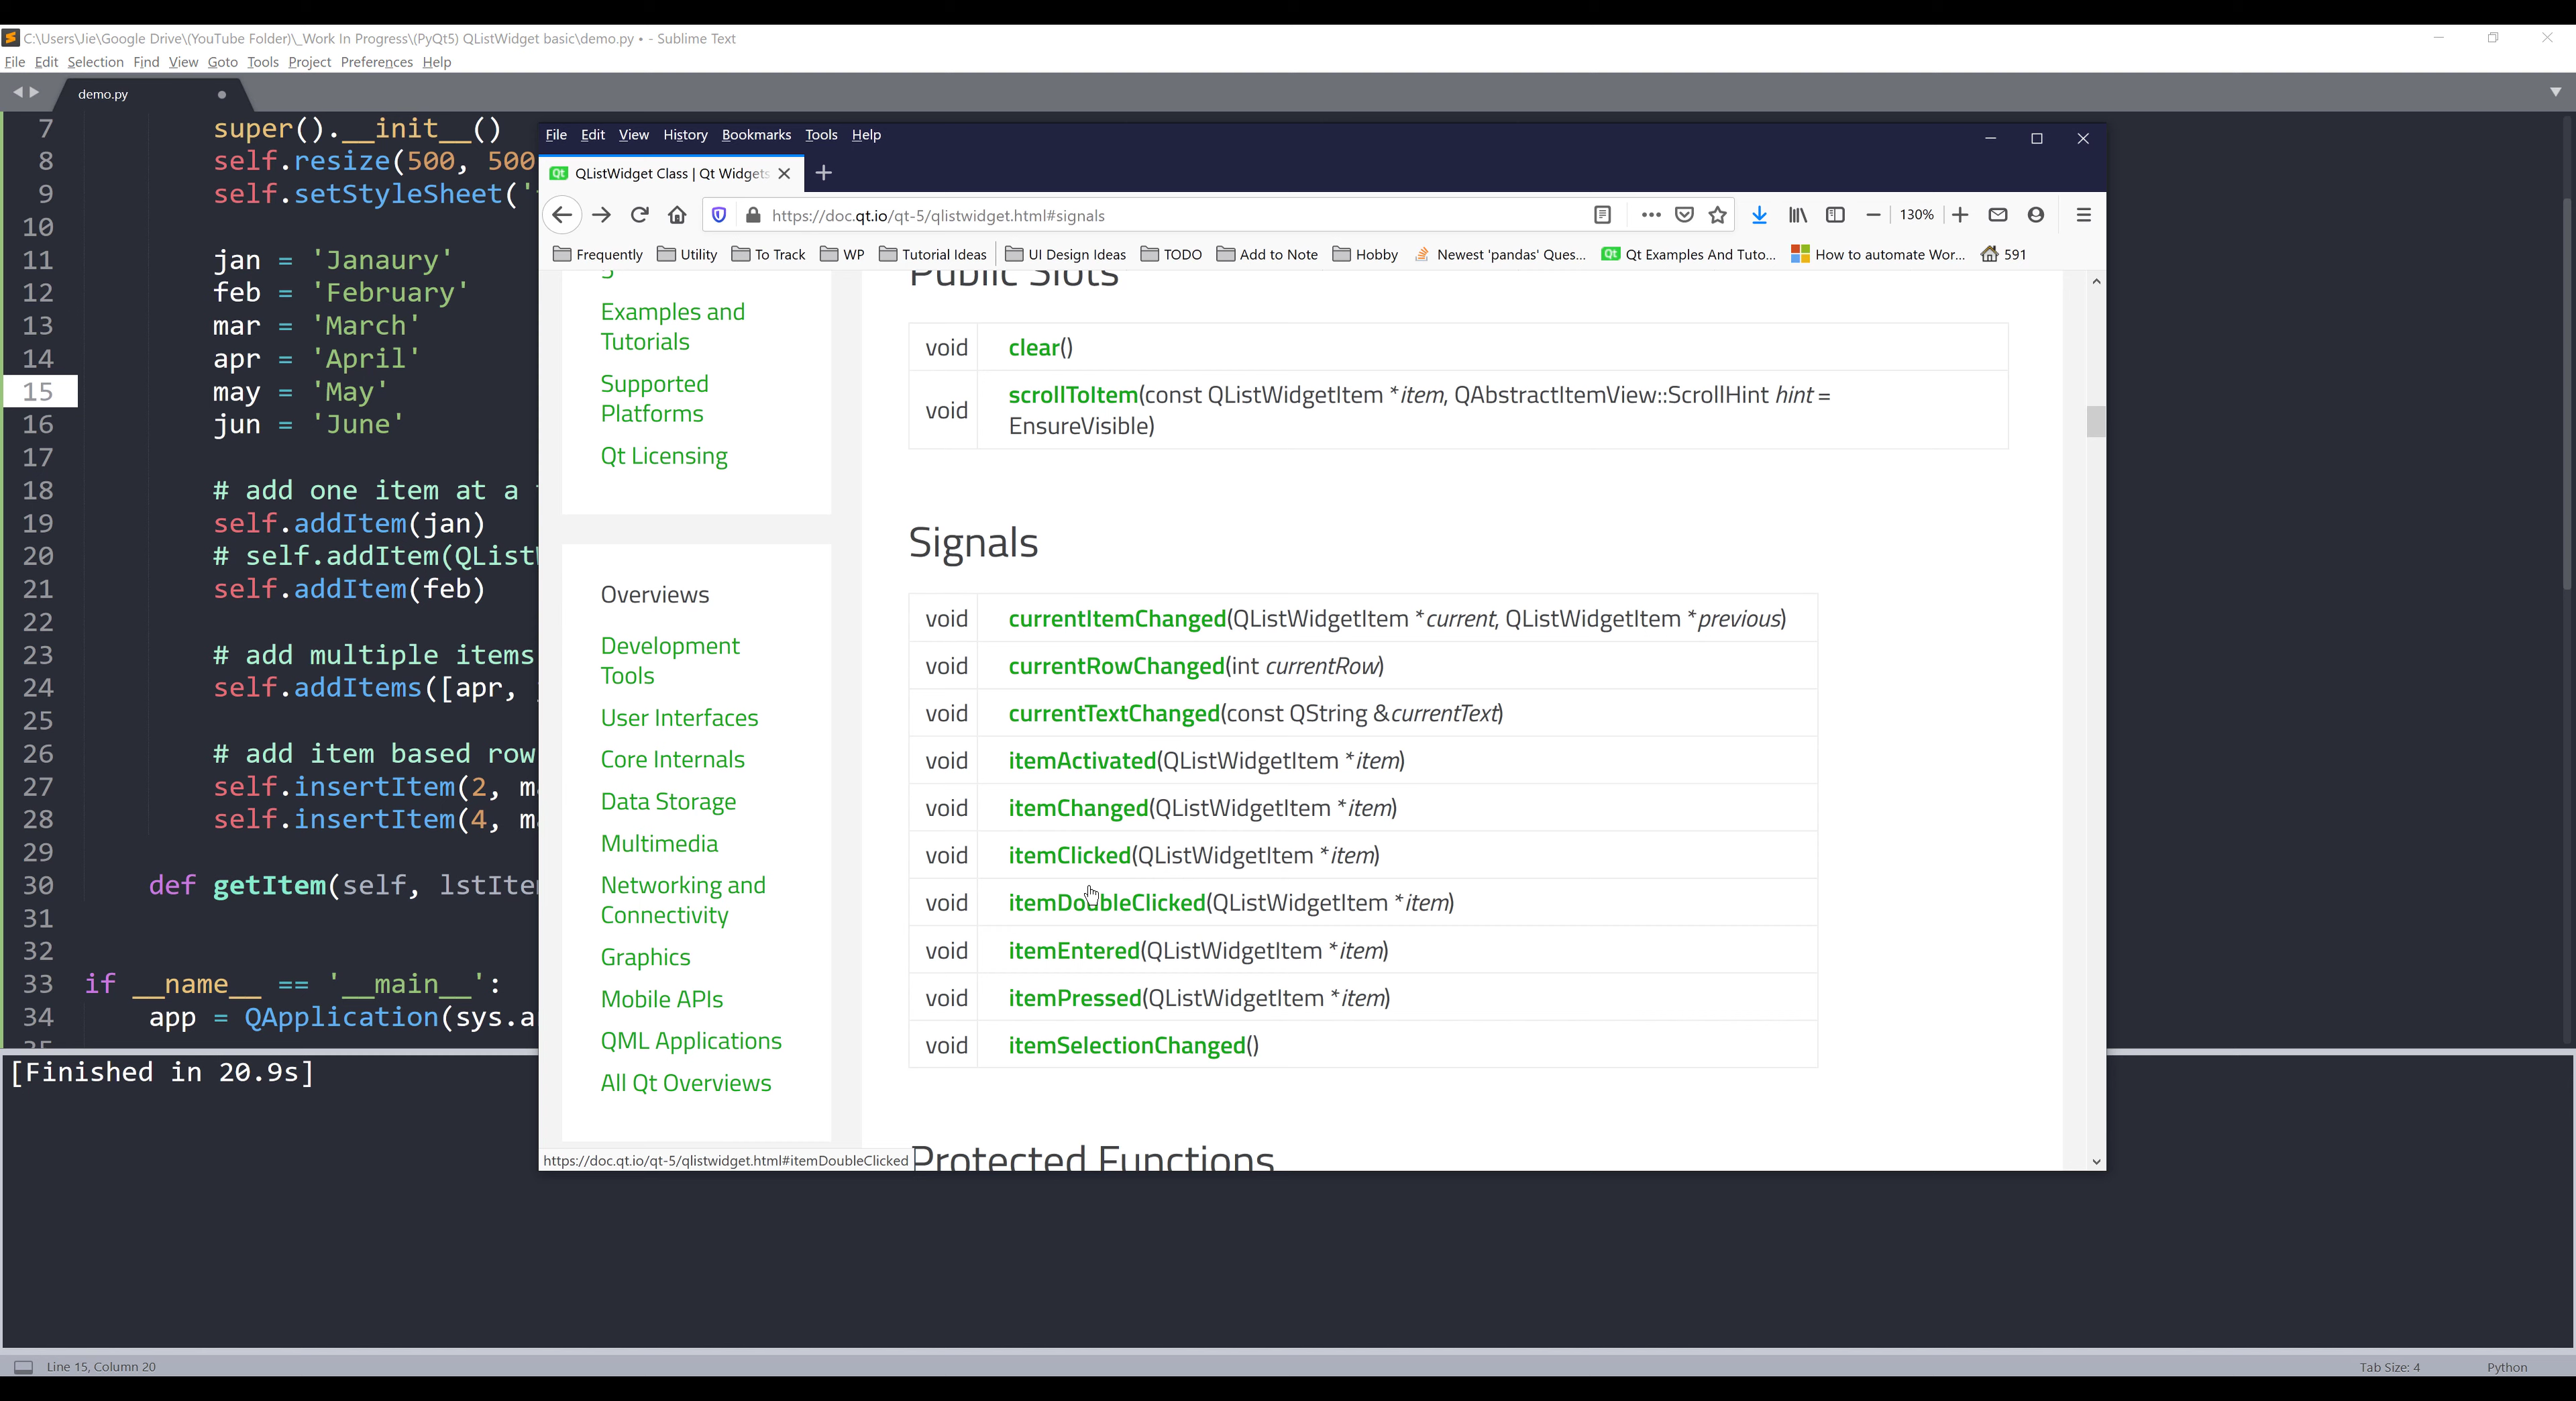 C:\Users\Jie\Google Drive\(YouTube Folder)\_Work In Progress\(PyQt5) QListWidget basic\demo.py • - Sublime Text
File Edit Selection Find View Goto Tools Project Preferences Help
demo.py
7 super().__init__()
8 self.resize(500, 500
9 self.setStyleSheet('
10
11 jan = 'Janaury'
12 feb = 'February'
13 mar = 'March'
14 apr = 'April'
15 may = 'May'
16 jun = 'June'
17
18 # add one item at a
19 self.addItem(jan)
20 # self.addItem(QList
21 self.addItem(feb)
22
23 # add multiple items
24 self.addItems([apr,
25
26 # add item based row
27 self.insertItem(2, m
28 self.insertItem(4, m
29
30 def getItem(self, lstIte
31
32
33 if __name__ == '__main__':
34 app = QApplication(sys.a
35
[Finished in 20.9s]
Line 15, Column 20
Tab Size: 4
Python
File Edit View History Bookmarks Tools Help
Qt QListWidget Class | Qt Widgets
https://doc.qt.io/qt-5/qlistwidget.html#signals
130%
Frequently Utility To Track WP Tutorial Ideas UI Design Ideas TODO Add to Note Hobby Newest 'pandas' Ques... Qt Qt Examples And Tuto... How to automate Wor... 591
5
Examples and
Tutorials
Supported
Platforms
Qt Licensing
Overviews
Development
Tools
User Interfaces
Core Internals
Data Storage
Multimedia
Networking and
Connectivity
Graphics
Mobile APIs
QML Applications
All Qt Overviews
https://doc.qt.io/qt-5/qlistwidget.html#itemDoubleClicked
Public Slots
void clear()
void scrollToItem(const QListWidgetItem *item, QAbstractItemView::ScrollHint hint =
EnsureVisible)
Signals
void currentItemChanged(QListWidgetItem *current, QListWidgetItem *previous)
void currentRowChanged(int currentRow)
void currentTextChanged(const QString &currentText)
void itemActivated(QListWidgetItem *item)
void itemChanged(QListWidgetItem *item)
void itemClicked(QListWidgetItem *item)
void itemDoubleClicked(QListWidgetItem *item)
void itemEntered(QListWidgetItem *item)
void itemPressed(QListWidgetItem *item)
void itemSelectionChanged()
Protected Functions